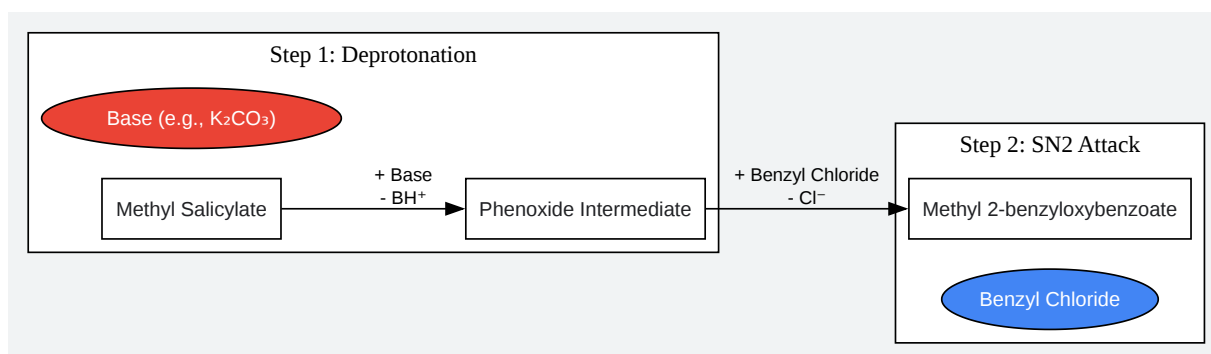 Step 1: Deprotonation
Base (e.g., K₂CO₃)
Methyl Salicylate
+ Base
- BH⁺
Phenoxide Intermediate
+ Benzyl Chloride
- Cl⁻
Step 2: SN2 Attack
Methyl 2-benzyloxybenzoate
Benzyl Chloride